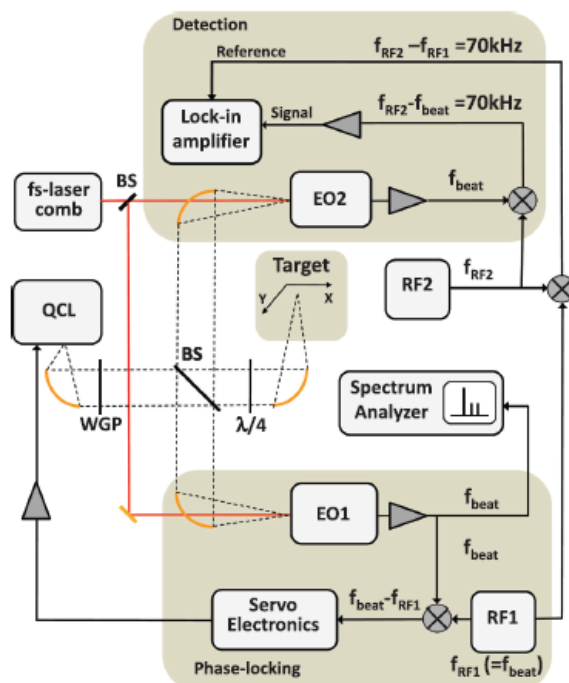 Detection
Reference
f_RF2 – f_RF1 =70kHz
Lock-in
amplifier
Signal
f_RF2-f_beat =70kHz
fs-laser
comb
BS
EO2
f_beat
Target
Y
X
RF2
f_RF2
QCL
BS
WGP
λ/4
Spectrum
Analyzer
EO1
f_beat
f_beat
Servo
Electronics
f_beat-f_RF1
RF1
f_RF1 (=f_beat)
Phase-locking